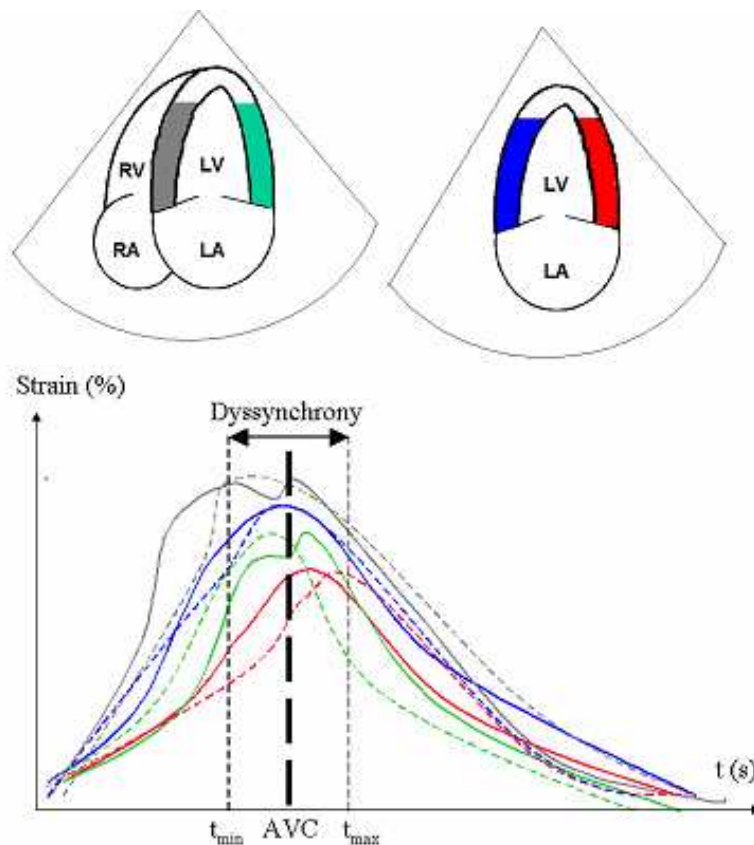 RV LV
RA LA
LV
LA
Strain (%)
Dyssynchrony
t (s)
tmin AVC tmax